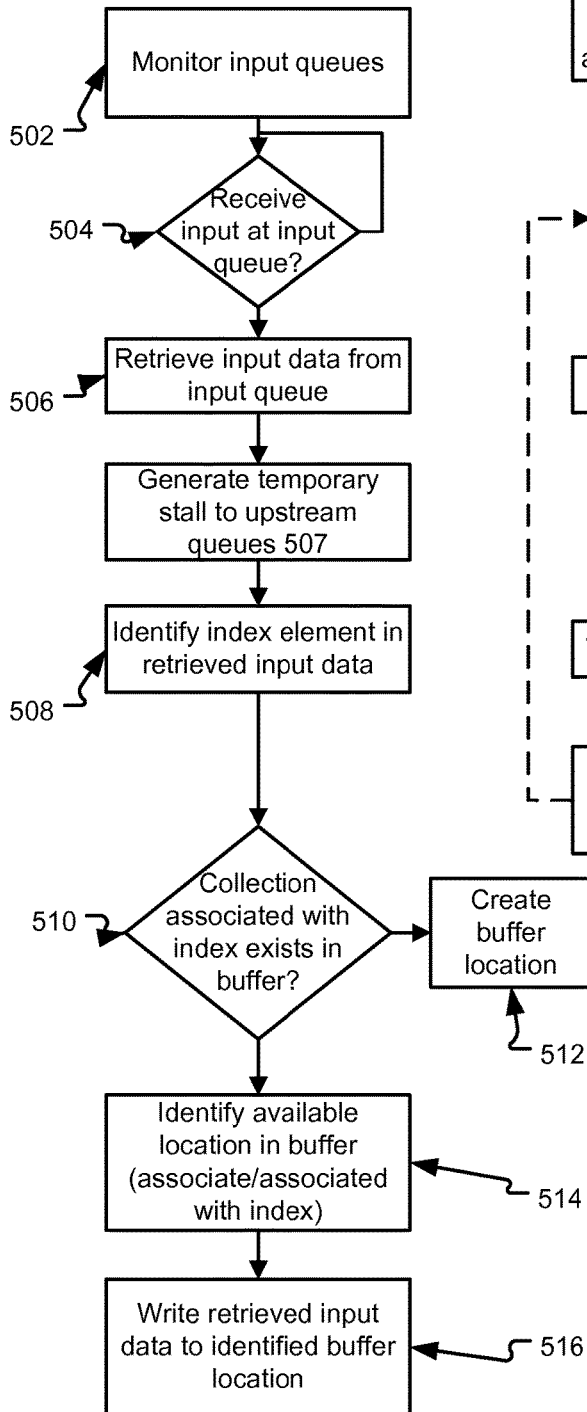 Monitor input queues
502
Receive
input at input
queue?
504
Retrieve input data from
input queue
506
Generate temporary
stall to upstream
queues 507
Identify index element in
retrieved input data
508
Collection
associated with
index exists in
buffer?
510
Create
buffer
location
512
Identify available
location in buffer
(associate/associated
with index)
514
Write retrieved input
data to identified buffer
location
516